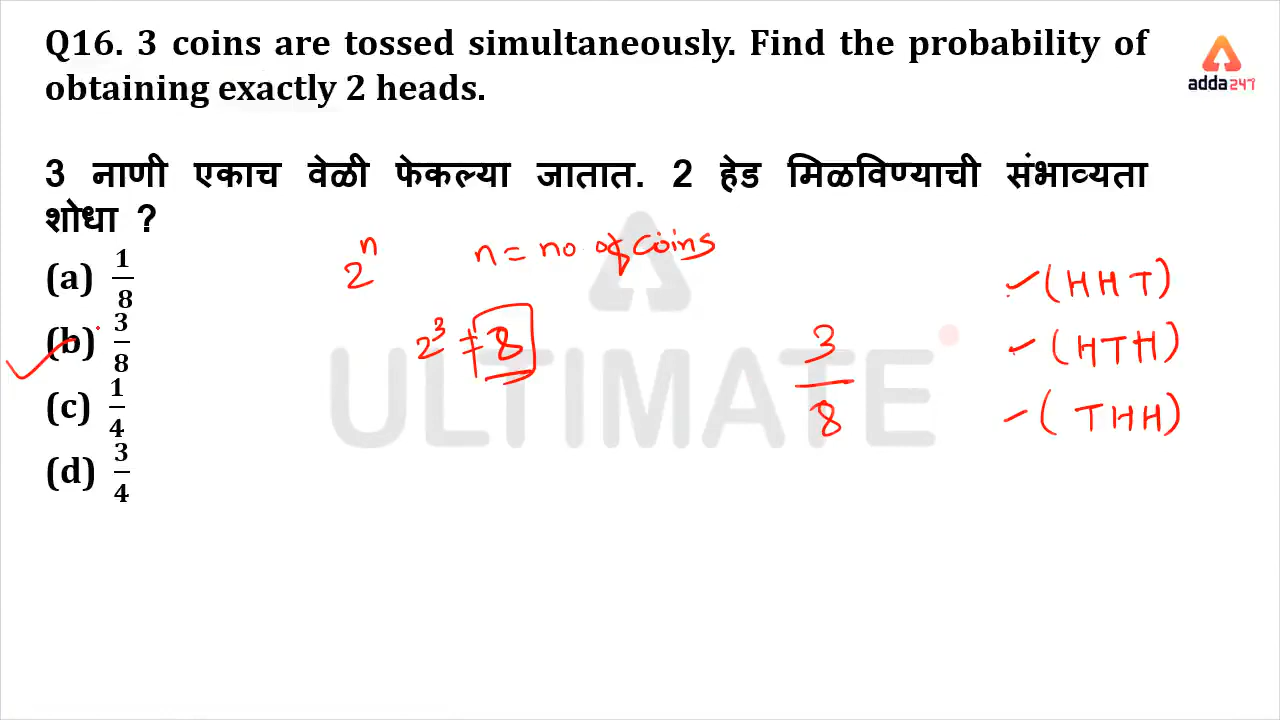 Q16. 3 coins are tossed simultaneously. Find the probability of
obtaining exactly 2 heads.
adda247
3 नाणी एकाच वेळी फेकल्या जातात. 2 हेड मिळविण्याची संभाव्यता
शोधा ?
2^n n = no of coins
(a) 1/8
(HHT)
(b) 3/8
2^3 = 8
3/8
(HTH)
ULTIMATE
(c) 1/4
(THH)
(d) 3/4